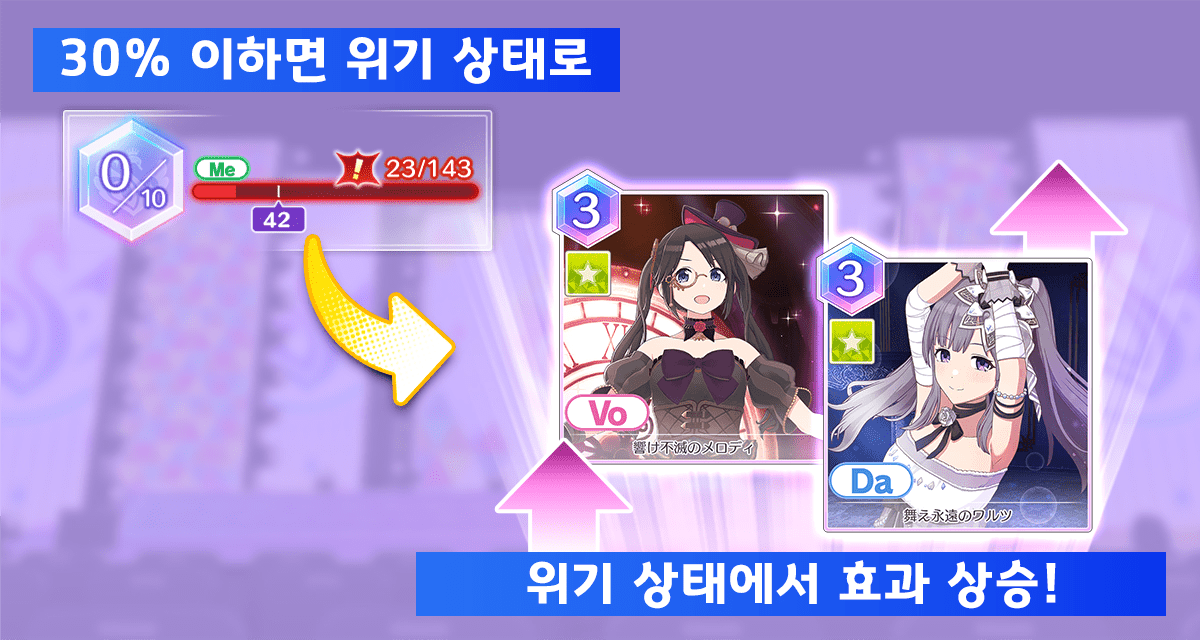 30% 이하면 위기 상태로
0/10
Me
! 23/143
42
3
Vo
響け不滅のメロディ
3
Da
舞え永遠のワルツ
위기 상태에서 효과 상승!